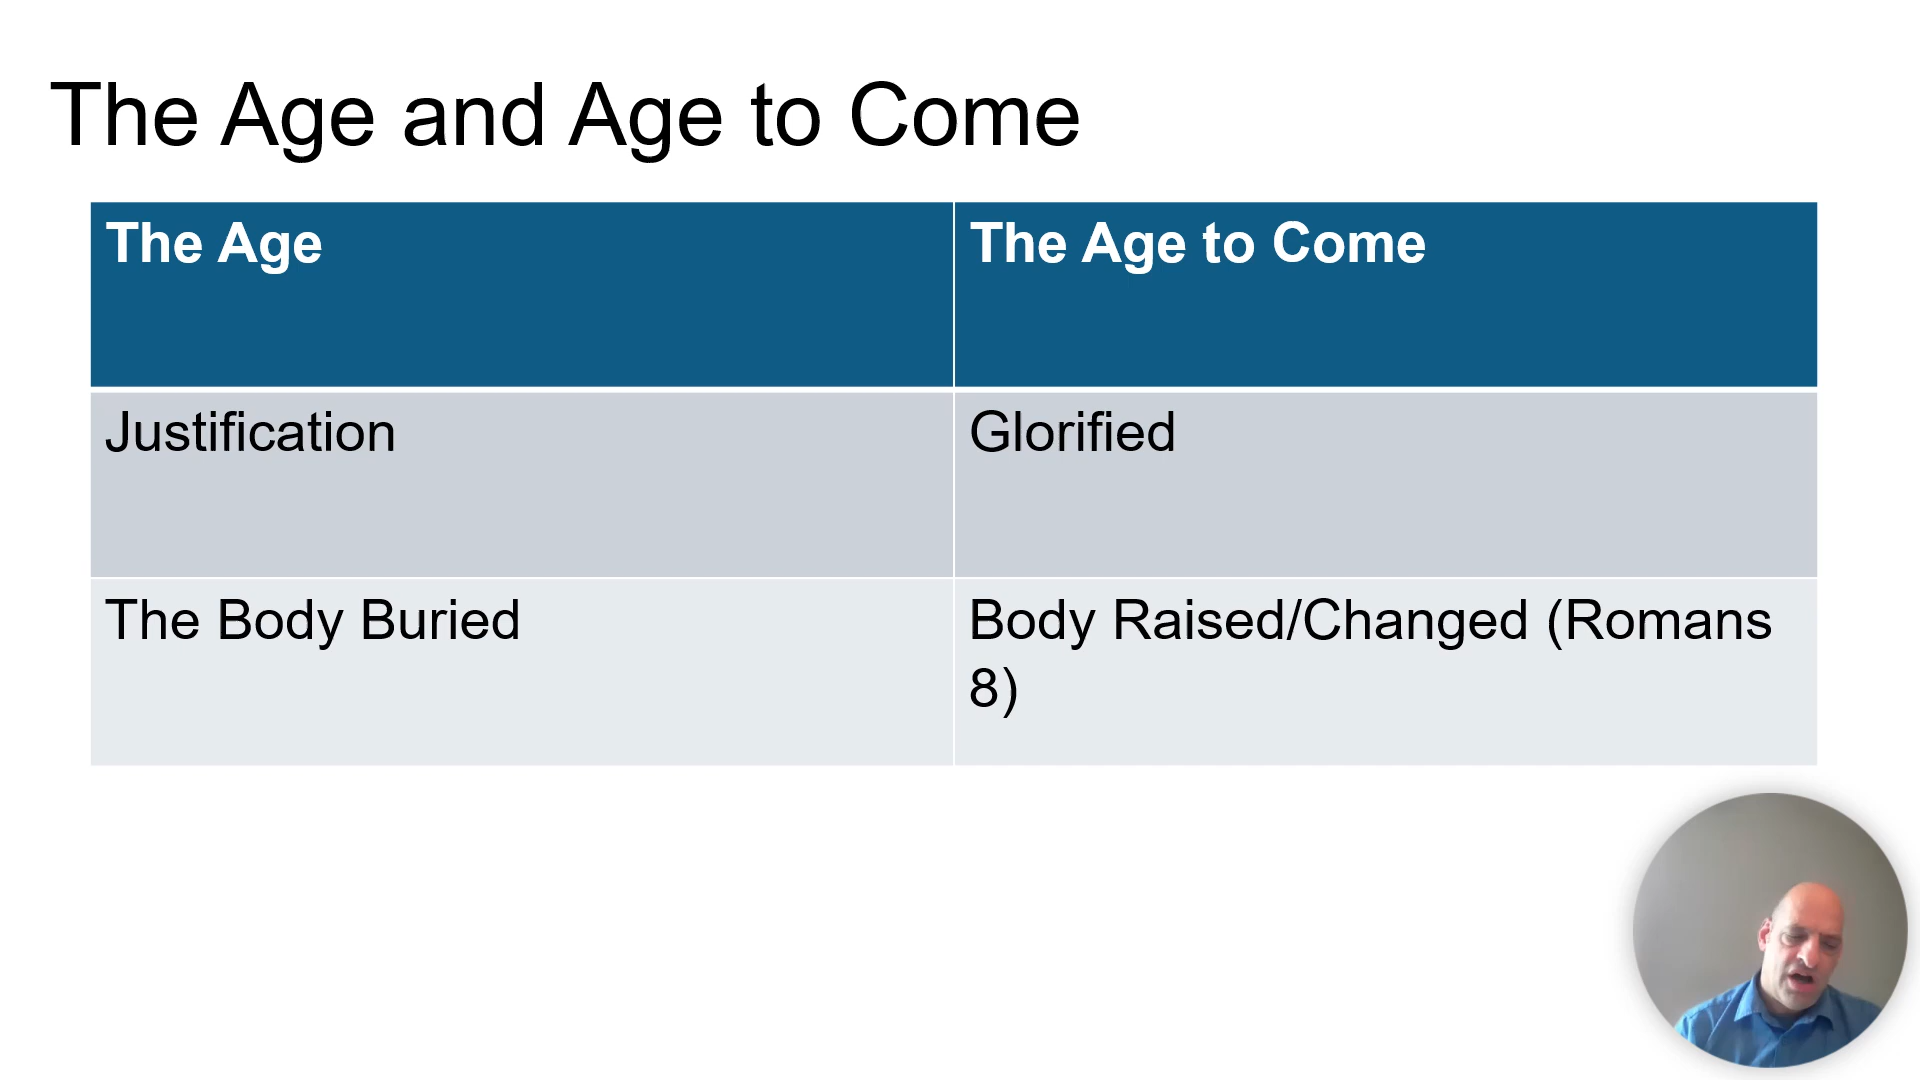 The Age and Age to Come
The Age
The Age to Come
Justification
Glorified
The Body Buried
Body Raised/Changed (Romans
8)